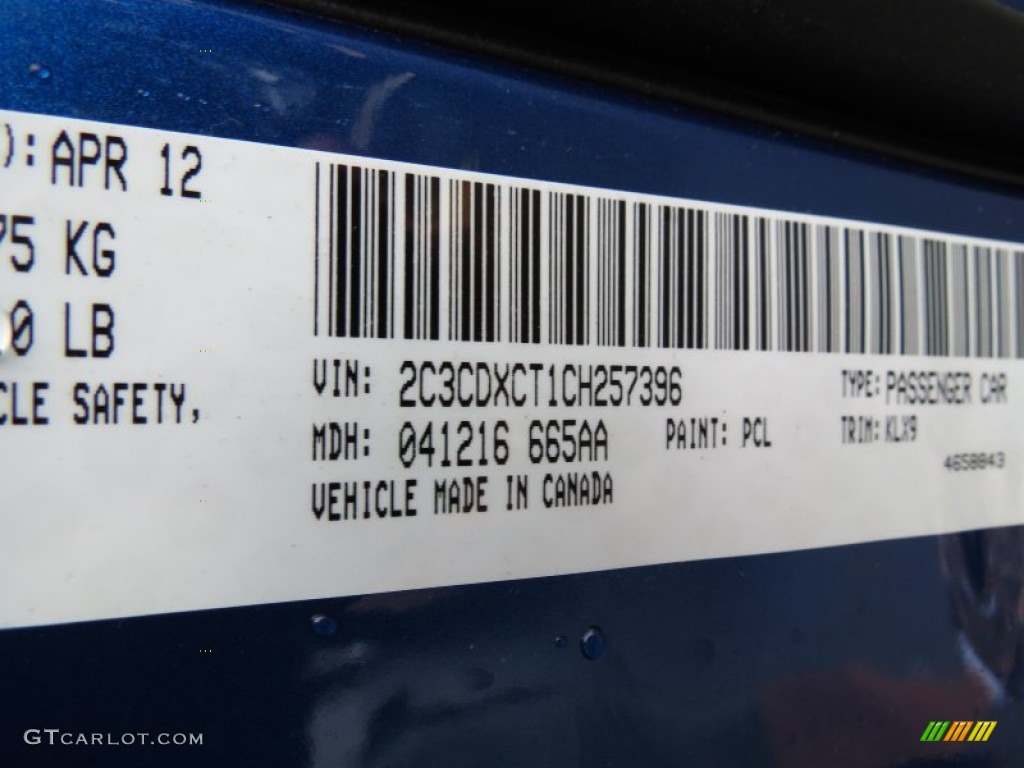 ): APR 12
75 KG
0 LB
CLE SAFETY,
VIN: 2C3CDXCT1CH257396 TYPE: PASSENGER CAR
MDH: 041216 665AA PAINT: PCL TRIM: KLX9
4658843
VEHICLE MADE IN CANADA
GTCARLOT.COM